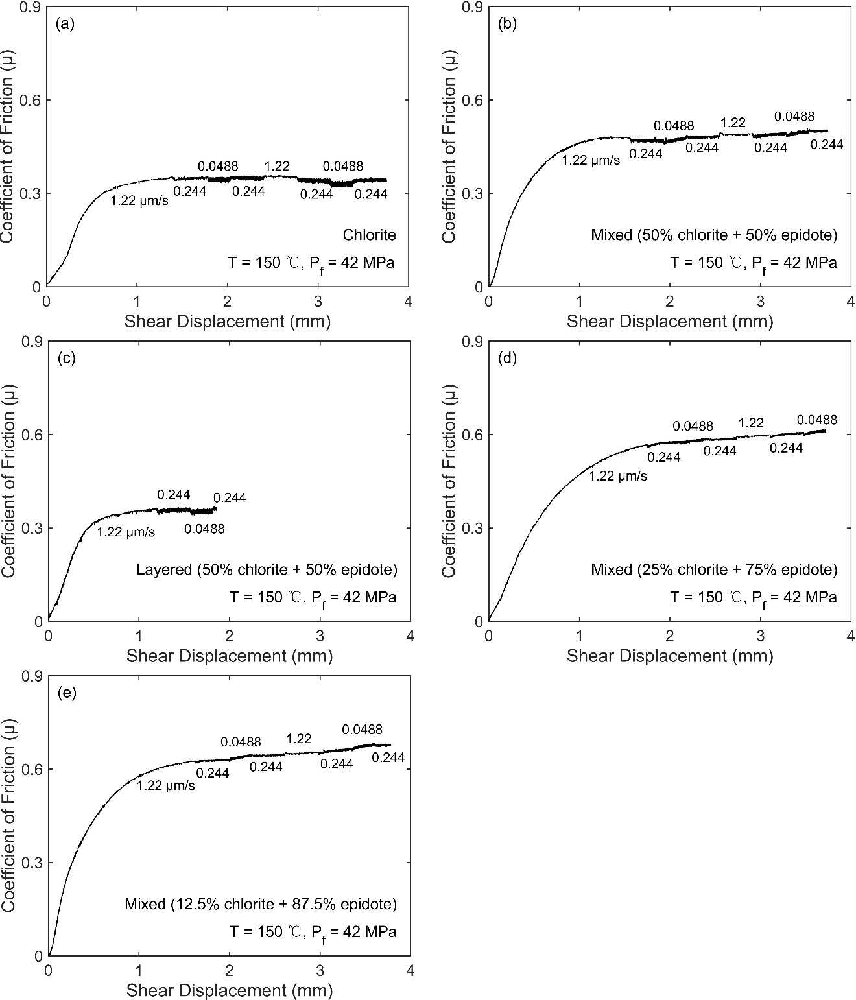 (a)
0.9
0.6
0.3
0
Coefficient of Friction (μ)
0.0488
1.22
0.0488
1.22 μm/s
0.244
0.244
0.244
0.244
Chlorite
T = 150 ℃, Pf = 42 MPa
0
1
2
3
4
Shear Displacement (mm)
(b)
0.9
0.6
0.3
0
Coefficient of Friction (μ)
0.0488
1.22
0.0488
1.22 μm/s
0.244
0.244
0.244
0.244
Mixed (50% chlorite + 50% epidote)
T = 150 ℃, Pf = 42 MPa
0
1
2
3
4
Shear Displacement (mm)
(c)
0.9
0.6
0.3
0
Coefficient of Friction (μ)
0.244
0.244
1.22 μm/s
0.0488
Layered (50% chlorite + 50% epidote)
T = 150 ℃, Pf = 42 MPa
0
1
2
3
4
Shear Displacement (mm)
(d)
0.9
0.6
0.3
0
Coefficient of Friction (μ)
0.0488
1.22
0.0488
1.22 μm/s
0.244
0.244
0.244
Mixed (25% chlorite + 75% epidote)
T = 150 ℃, Pf = 42 MPa
0
1
2
3
4
Shear Displacement (mm)
(e)
0.9
0.6
0.3
0
Coefficient of Friction (μ)
0.0488
1.22
0.0488
1.22 μm/s
0.244
0.244
0.244
0.244
Mixed (12.5% chlorite + 87.5% epidote)
T = 150 ℃, Pf = 42 MPa
0
1
2
3
4
Shear Displacement (mm)